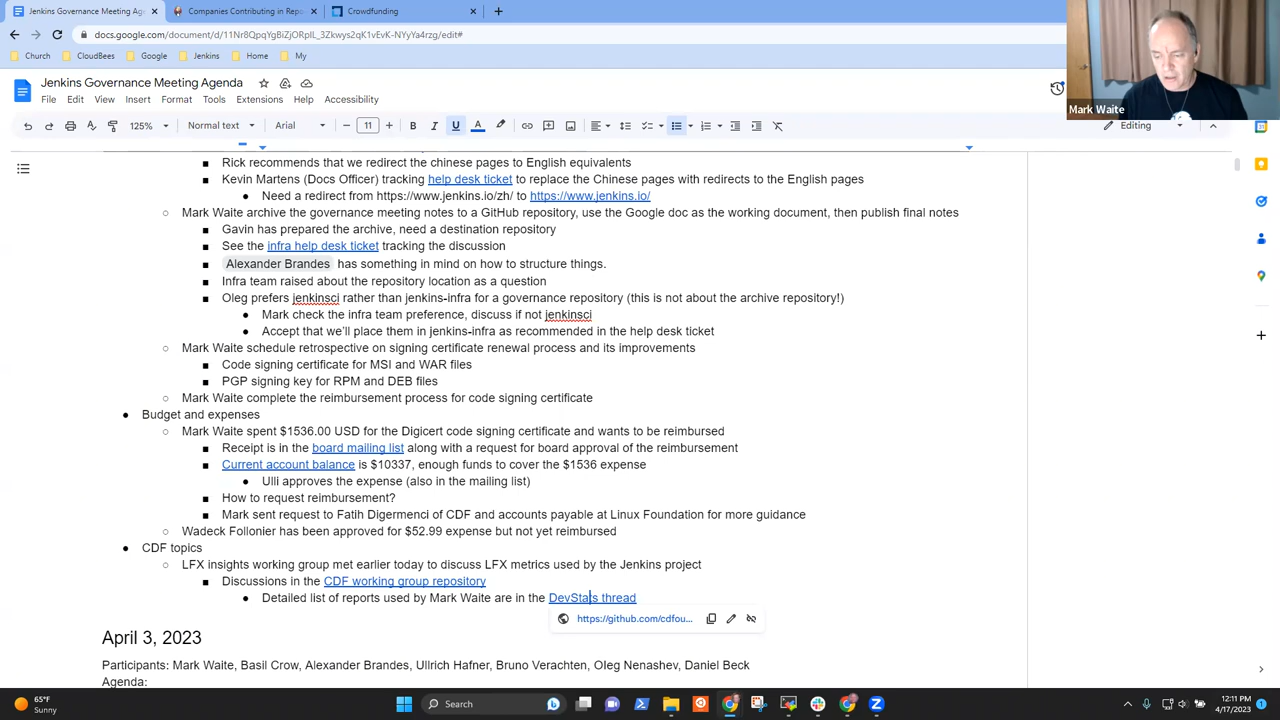 Jenkins Governance Meeting Age
Companies Contributing in Repo
Crowdfunding
docs.google.com/document/d/11Nr8QpqYgBiZjORpIL_3Zkwys2qK1vEvK-NYyYa4rzg/edit#
Church CloudBees Google Jenkins Home My
Jenkins Governance Meeting Agenda
File Edit View Insert Format Tools Extensions Help Accessibility
125% Normal text Arial 11 Editing
Mark Waite
Rick recommends that we redirect the chinese pages to English equivalents
Kevin Martens (Docs Officer) tracking help desk ticket to replace the Chinese pages with redirects to the English pages
Need a redirect from https://www.jenkins.io/zh/ to https://www.jenkins.io/
Mark Waite archive the governance meeting notes to a GitHub repository, use the Google doc as the working document, then publish final notes
Gavin has prepared the archive, need a destination repository
See the infra help desk ticket tracking the discussion
Alexander Brandes has something in mind on how to structure things.
Infra team raised about the repository location as a question
Oleg prefers jenkinsci rather than jenkins-infra for a governance repository (this is not about the archive repository!)
Mark check the infra team preference, discuss if not jenkinsci
Accept that we'll place them in jenkins-infra as recommended in the help desk ticket
Mark Waite schedule retrospective on signing certificate renewal process and its improvements
Code signing certificate for MSI and WAR files
PGP signing key for RPM and DEB files
Mark Waite complete the reimbursement process for code signing certificate
Budget and expenses
Mark Waite spent $1536.00 USD for the Digicert code signing certificate and wants to be reimbursed
Receipt is in the board mailing list along with a request for board approval of the reimbursement
Current account balance is $10337, enough funds to cover the $1536 expense
Ulli approves the expense (also in the mailing list)
How to request reimbursement?
Mark sent request to Fatih Digermenci of CDF and accounts payable at Linux Foundation for more guidance
Wadeck Follonier has been approved for $52.99 expense but not yet reimbursed
CDF topics
LFX insights working group met earlier today to discuss LFX metrics used by the Jenkins project
Discussions in the CDF working group repository
Detailed list of reports used by Mark Waite are in the DevStats thread
https://github.com/cdfou...
April 3, 2023
Participants: Mark Waite, Basil Crow, Alexander Brandes, Ullrich Hafner, Bruno Verachten, Oleg Nenashev, Daniel Beck
Agenda:
65°F
Sunny
Search
12:11 PM
4/17/2023